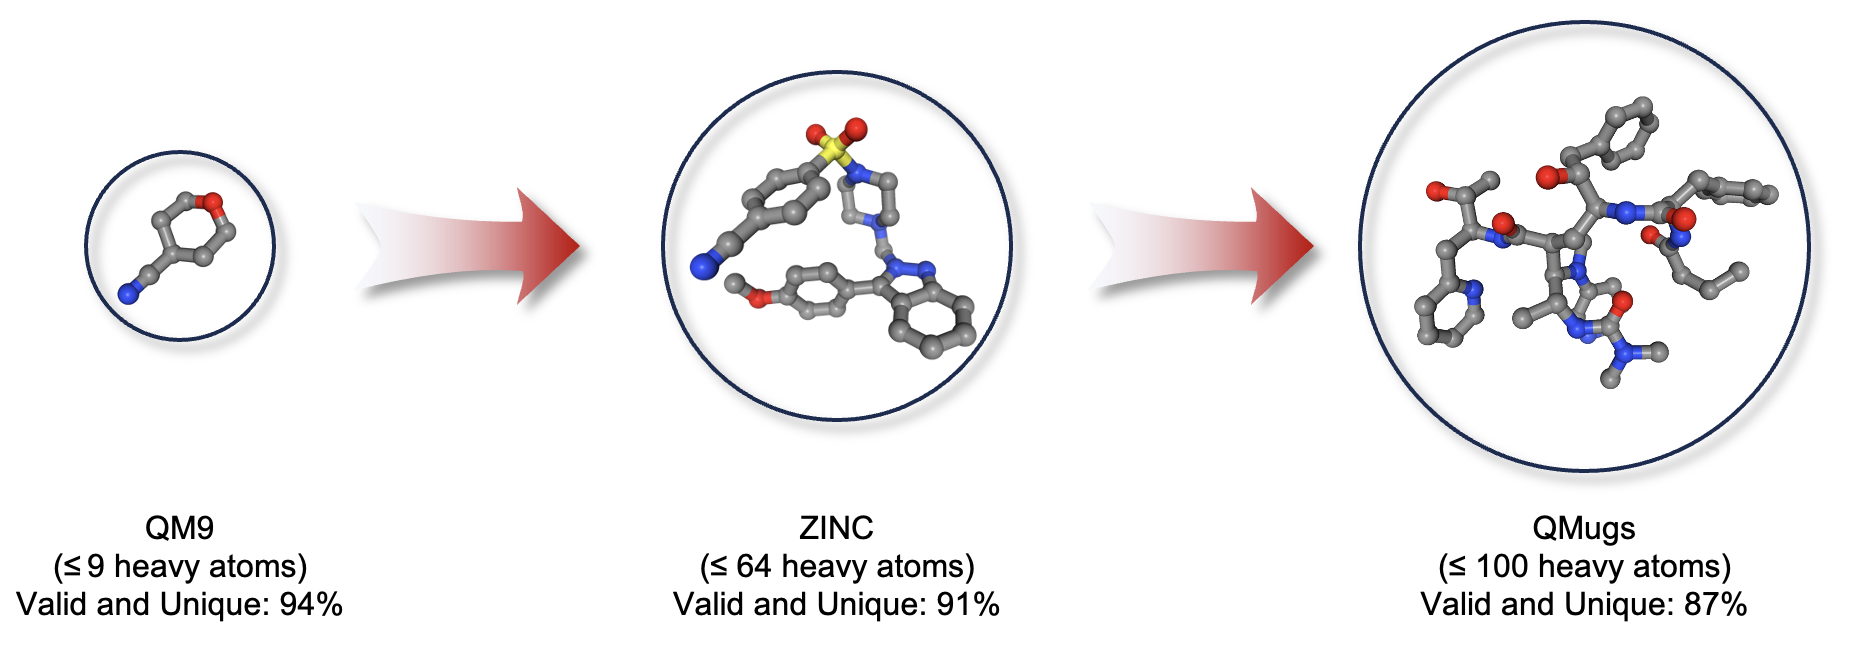 QM9
(≤ 9 heavy atoms)
Valid and Unique: 94%
ZINC
(≤ 64 heavy atoms)
Valid and Unique: 91%
QMugs
(≤ 100 heavy atoms)
Valid and Unique: 87%